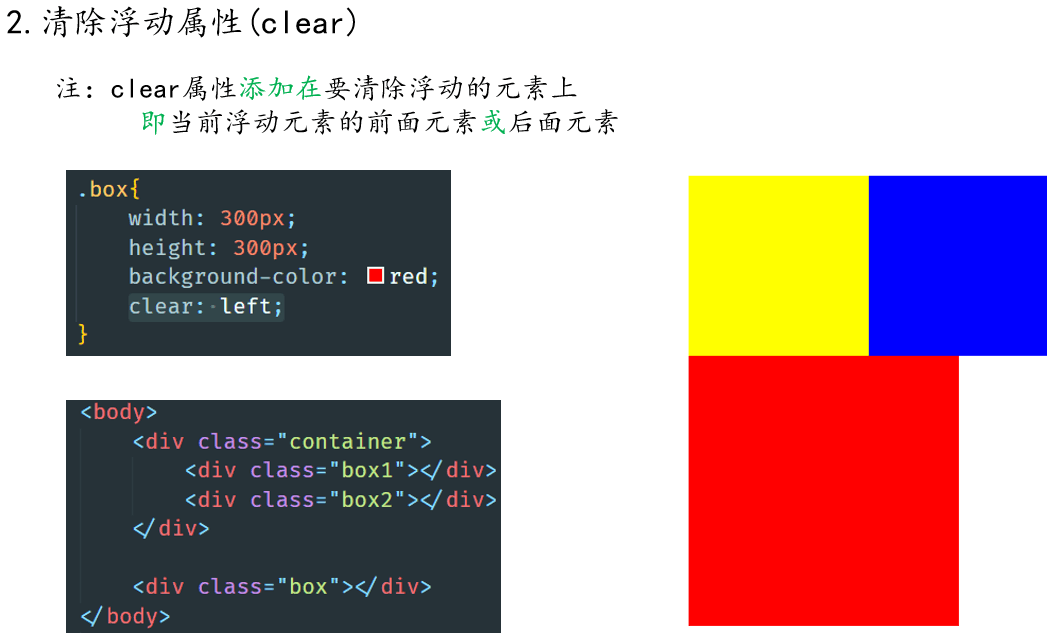 2.清除浮动属性(clear)
注：clear属性添加在要清除浮动的元素上
即当前浮动元素的前面元素或后面元素
.box{
width: 300px;
height: 300px;
background-color: red;
clear: left;
}
<body>
<div class="container">
<div class="box1"></div>
<div class="box2"></div>
</div>
<div class="box"></div>
</body>